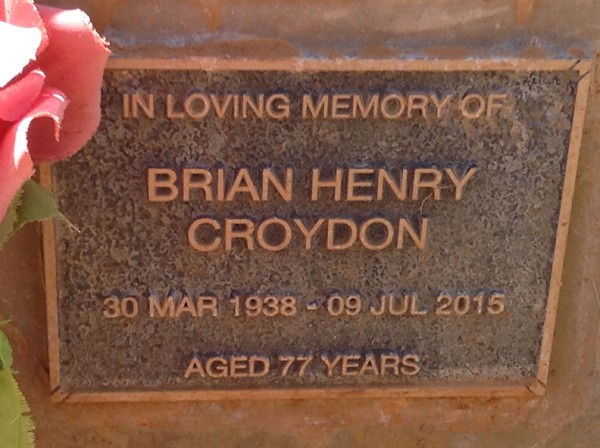 IN LOVING MEMORY OF
BRIAN HENRY
CROYDON
30 MAR 1938 - 09 JUL 2015
AGED 77 YEARS